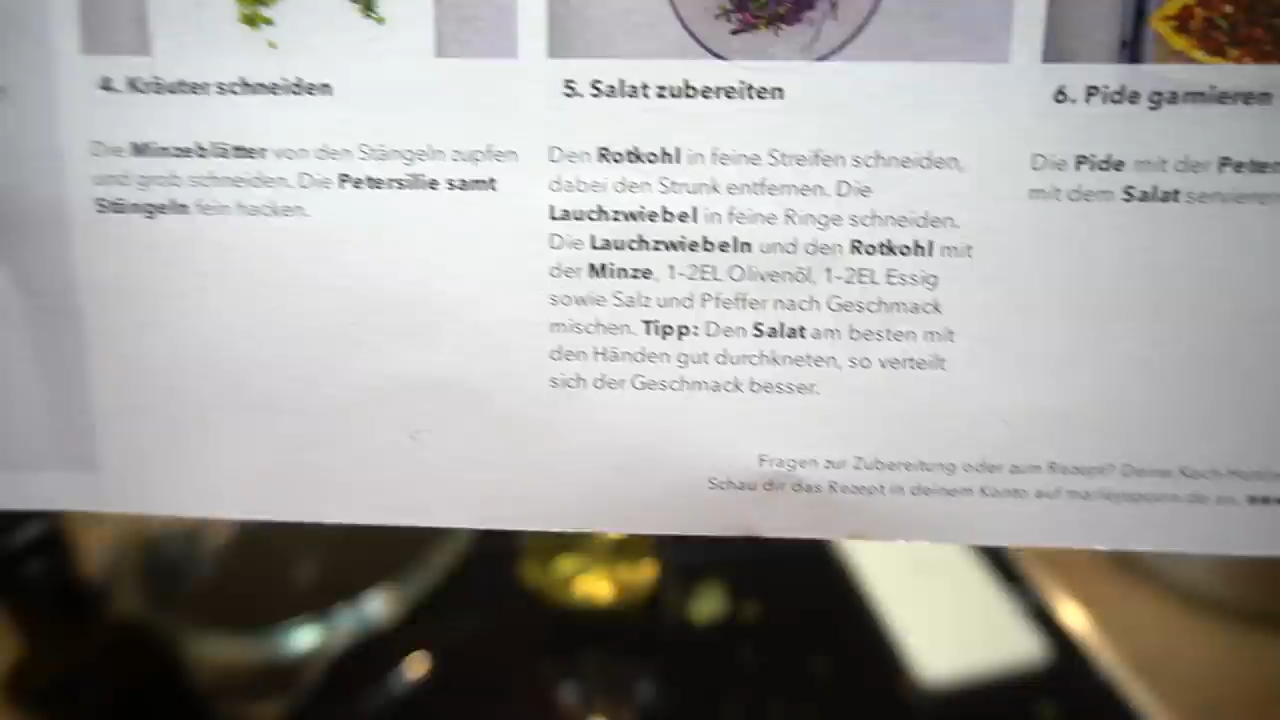 4. Kräuter schneiden
Die Minzeblätter von den Stängeln zupfen
und grob schneiden. Die Petersilie samt
Stängeln fein hacken.
5. Salat zubereiten
Den Rotkohl in feine Streifen schneiden,
dabei den Strunk entfernen. Die
Lauchzwiebel in feine Ringe schneiden.
Die Lauchzwiebeln und den Rotkohl mit
der Minze, 1-2EL Olivenöl, 1-2EL Essig
sowie Salz und Pfeffer nach Geschmack
mischen. Tipp: Den Salat am besten mit
den Händen gut durchkneten, so verteilt
sich der Geschmack besser.
6. Pide garnieren
Die Pide mit der
mit dem Salat
Fragen zur Zubereitung oder zum Rezept? Deine
Schau dir das Rezept in deinem Konto auf